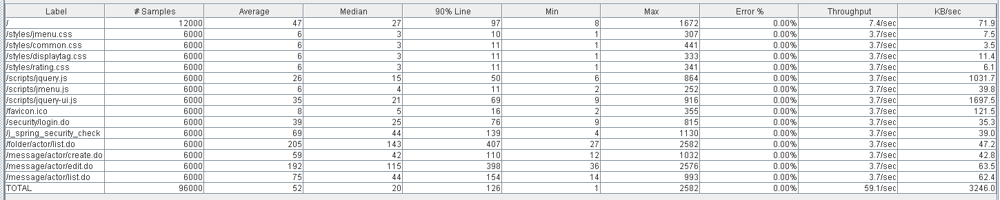 Label # Samples Average Median 90% Line Min Max Error % Throughput KB/sec
/ 12000 47 27 97 8 1672 0.00% 7.4/sec 71.9
/styles/jmenu.css 6000 6 3 10 1 307 0.00% 3.7/sec 7.5
/styles/common.css 6000 6 3 11 1 441 0.00% 3.7/sec 3.5
/styles/displaytag.css 6000 6 3 11 1 333 0.00% 3.7/sec 11.4
/styles/rating.css 6000 6 3 11 1 341 0.00% 3.7/sec 6.1
/scripts/jquery.js 6000 26 15 50 6 864 0.00% 3.7/sec 1031.7
/scripts/jmenu.js 6000 6 4 11 2 252 0.00% 3.7/sec 39.8
/scripts/jquery-ui.js 6000 35 21 69 9 916 0.00% 3.7/sec 1697.5
/favicon.ico 6000 8 5 16 2 355 0.00% 3.7/sec 121.5
/security/login.do 6000 39 25 76 9 815 0.00% 3.7/sec 35.3
/j_spring_security_check 6000 69 44 139 4 1130 0.00% 3.7/sec 39.0
/folder/actor/list.do 6000 205 143 407 27 2582 0.00% 3.7/sec 47.2
/message/actor/create.do 6000 59 42 110 12 1032 0.00% 3.7/sec 42.8
/message/actor/edit.do 6000 192 115 398 36 2576 0.00% 3.7/sec 63.5
/message/actor/list.do 6000 75 44 154 14 993 0.00% 3.7/sec 62.4
TOTAL 96000 52 20 126 1 2582 0.00% 59.1/sec 3246.0